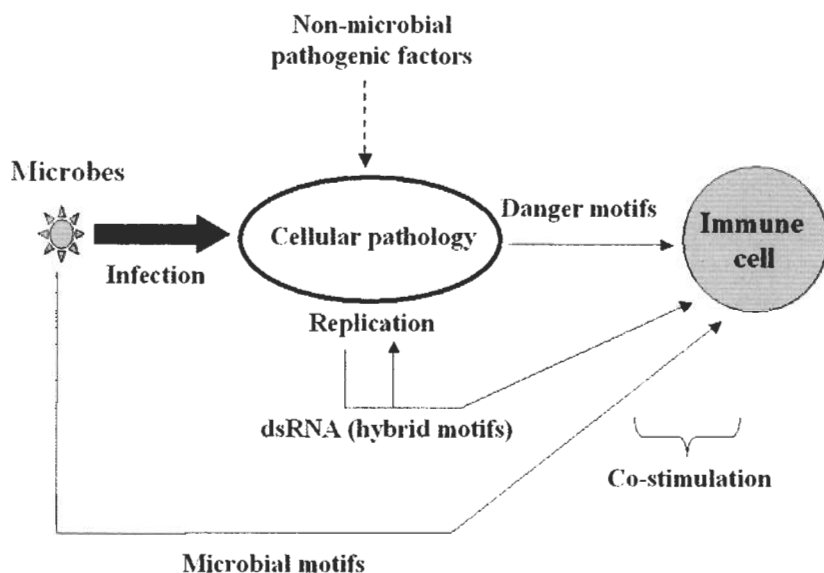 Non-microbial
pathogenic factors
Microbes
Infection
Cellular pathology
Danger motifs
Immune
cell
Replication
dsRNA (hybrid motifs)
Co-stimulation
Microbial motifs